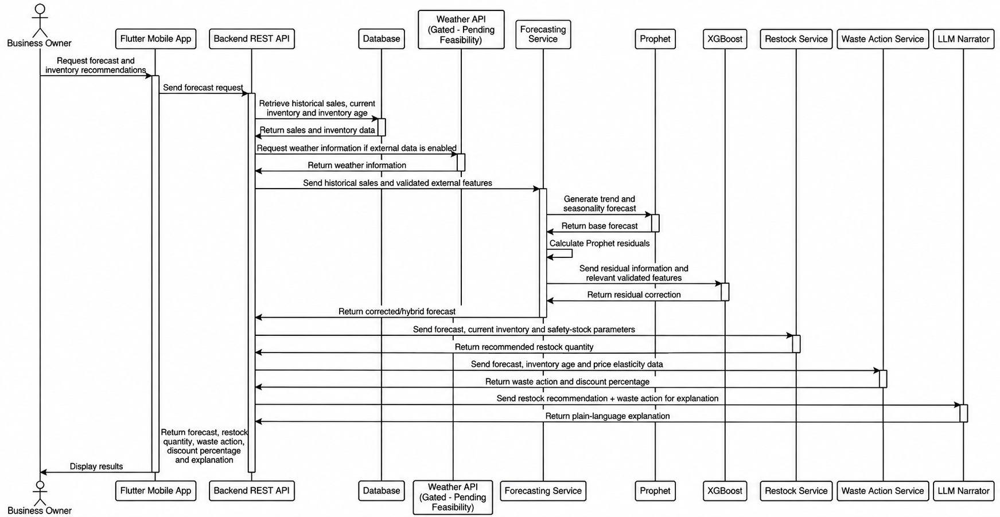 Weather API
(Gated - Pending
Feasibility)
Forecasting
Service
Business Owner
Flutter Mobile App
Backend REST API
Database
Prophet
XGBoost
Restock Service
Waste Action Service
LLM Narrator
Request forecast and
inventory recommendations
Send forecast request
Retrieve historical sales, current
inventory and inventory age
Return sales and inventory data
Request weather information if external data is enabled
Return weather information
Send historical sales and validated external features
Generate trend and
seasonality forecast
Return base forecast
Calculate Prophet residuals
Send residual information and
relevant validated features
Return residual correction
Return corrected/hybrid forecast
Send forecast, current inventory and safety-stock parameters
Return recommended restock quantity
Send forecast, inventory age and price elasticity data
Return waste action and discount percentage
Send restock recommendation + waste action for explanation
Return plain-language explanation
Return forecast, restock
quantity, waste action,
discount percentage
and explanation
Display results
Business Owner
Flutter Mobile App
Backend REST API
Database
Weather API
(Gated - Pending
Feasibility)
Forecasting Service
Prophet
XGBoost
Restock Service
Waste Action Service
LLM Narrator